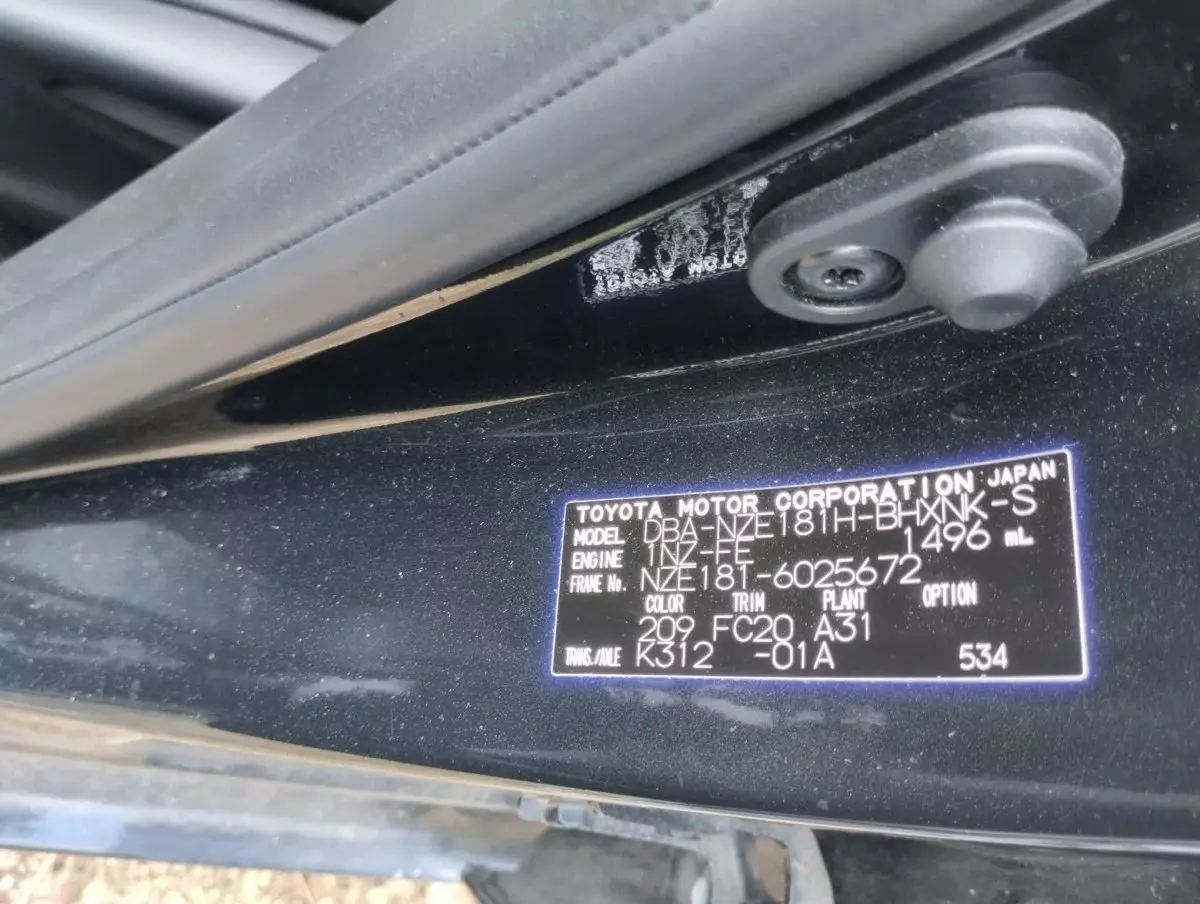 TOYOTA MOTOR CORPORATION JAPAN
MODEL DBA-NZE181H-BHXNK-S
ENGINE 1NZ-FE 1496 mL
FRAME No. NZE181-6025672
COLOR TRIM PLANT OPTION
209 FC20 A31
TRANS./AXLE K312 -01A 534